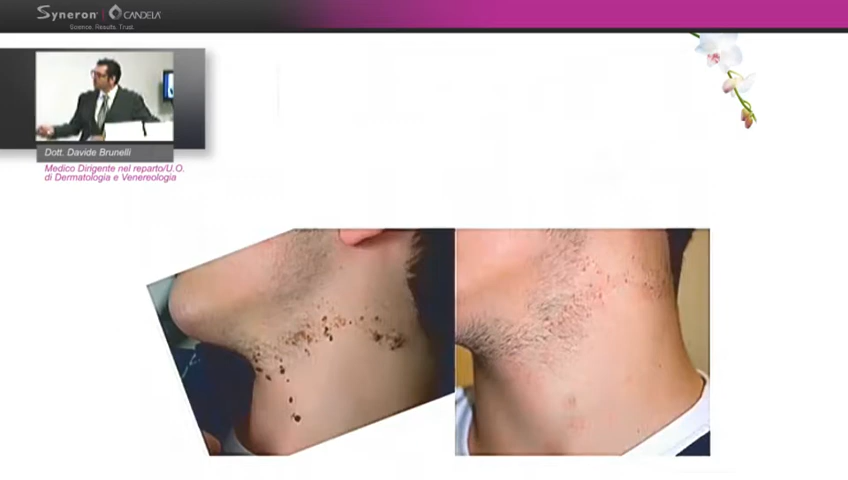 Syneron CANDELA
Science. Results. Trust.
Dott. Davide Brunelli
Medico Dirigente nel reparto/U.O.
di Dermatologia e Venereologia